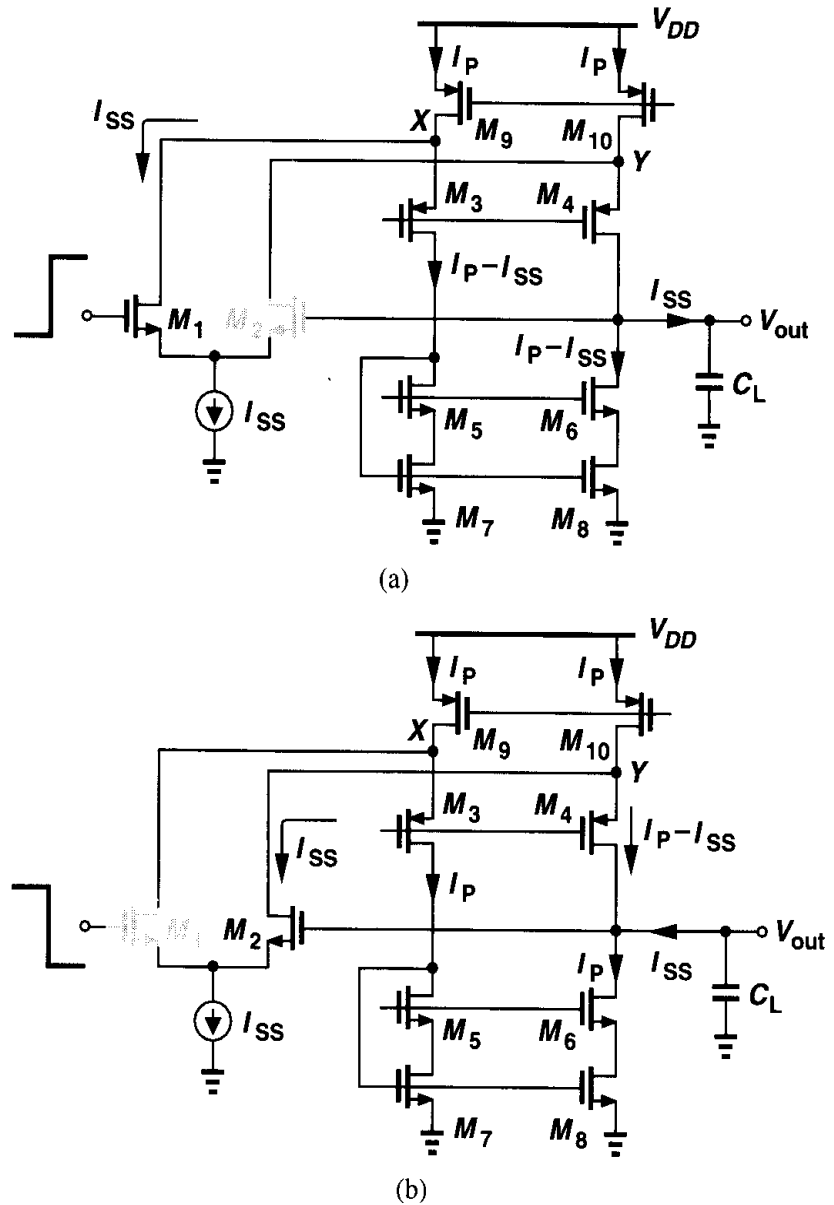 V_DD
I_P I_P
I_SS
X M_9 M_10 Y
M_3 M_4
I_P−I_SS
I_SS
M_1 M_2 V_out
I_P−I_SS
I_SS C_L
M_5 M_6
M_7 M_8
(a)
V_DD
I_P I_P
X M_9 M_10 Y
M_3 M_4
I_SS I_P−I_SS
I_P
M_1 M_2 V_out
I_P I_SS
I_SS C_L
M_5 M_6
M_7 M_8
(b)